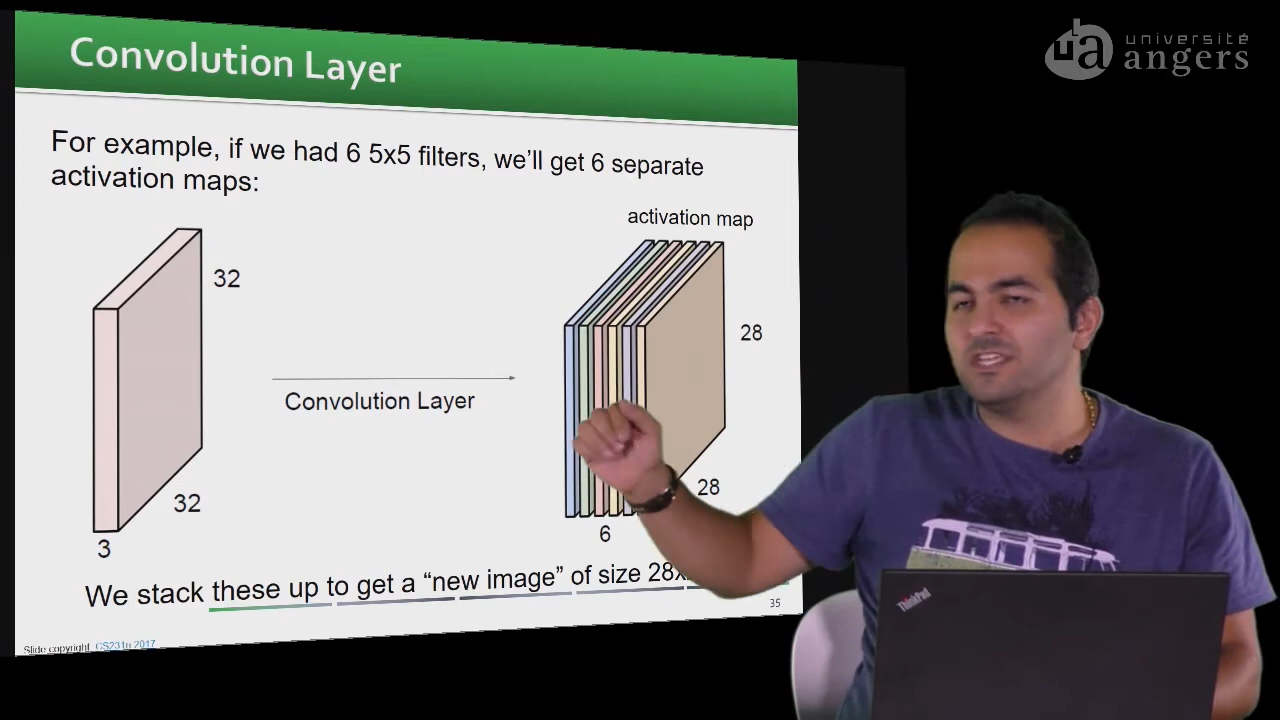 Convolution Layer
université
angers
For example, if we had 6 5x5 filters, we'll get 6 separate
activation maps:
activation map
32
28
Convolution Layer
32
28
3
6
We stack these up to get a “new image” of size
35
Slide copyright CS231n 2017
ThinkPad